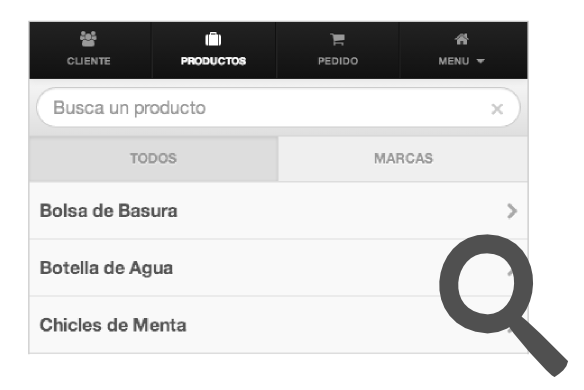 CLIENTE PRODUCTOS PEDIDO MENU
Busca un producto
TODOS MARCAS
Bolsa de Basura
Botella de Agua
Chicles de Menta